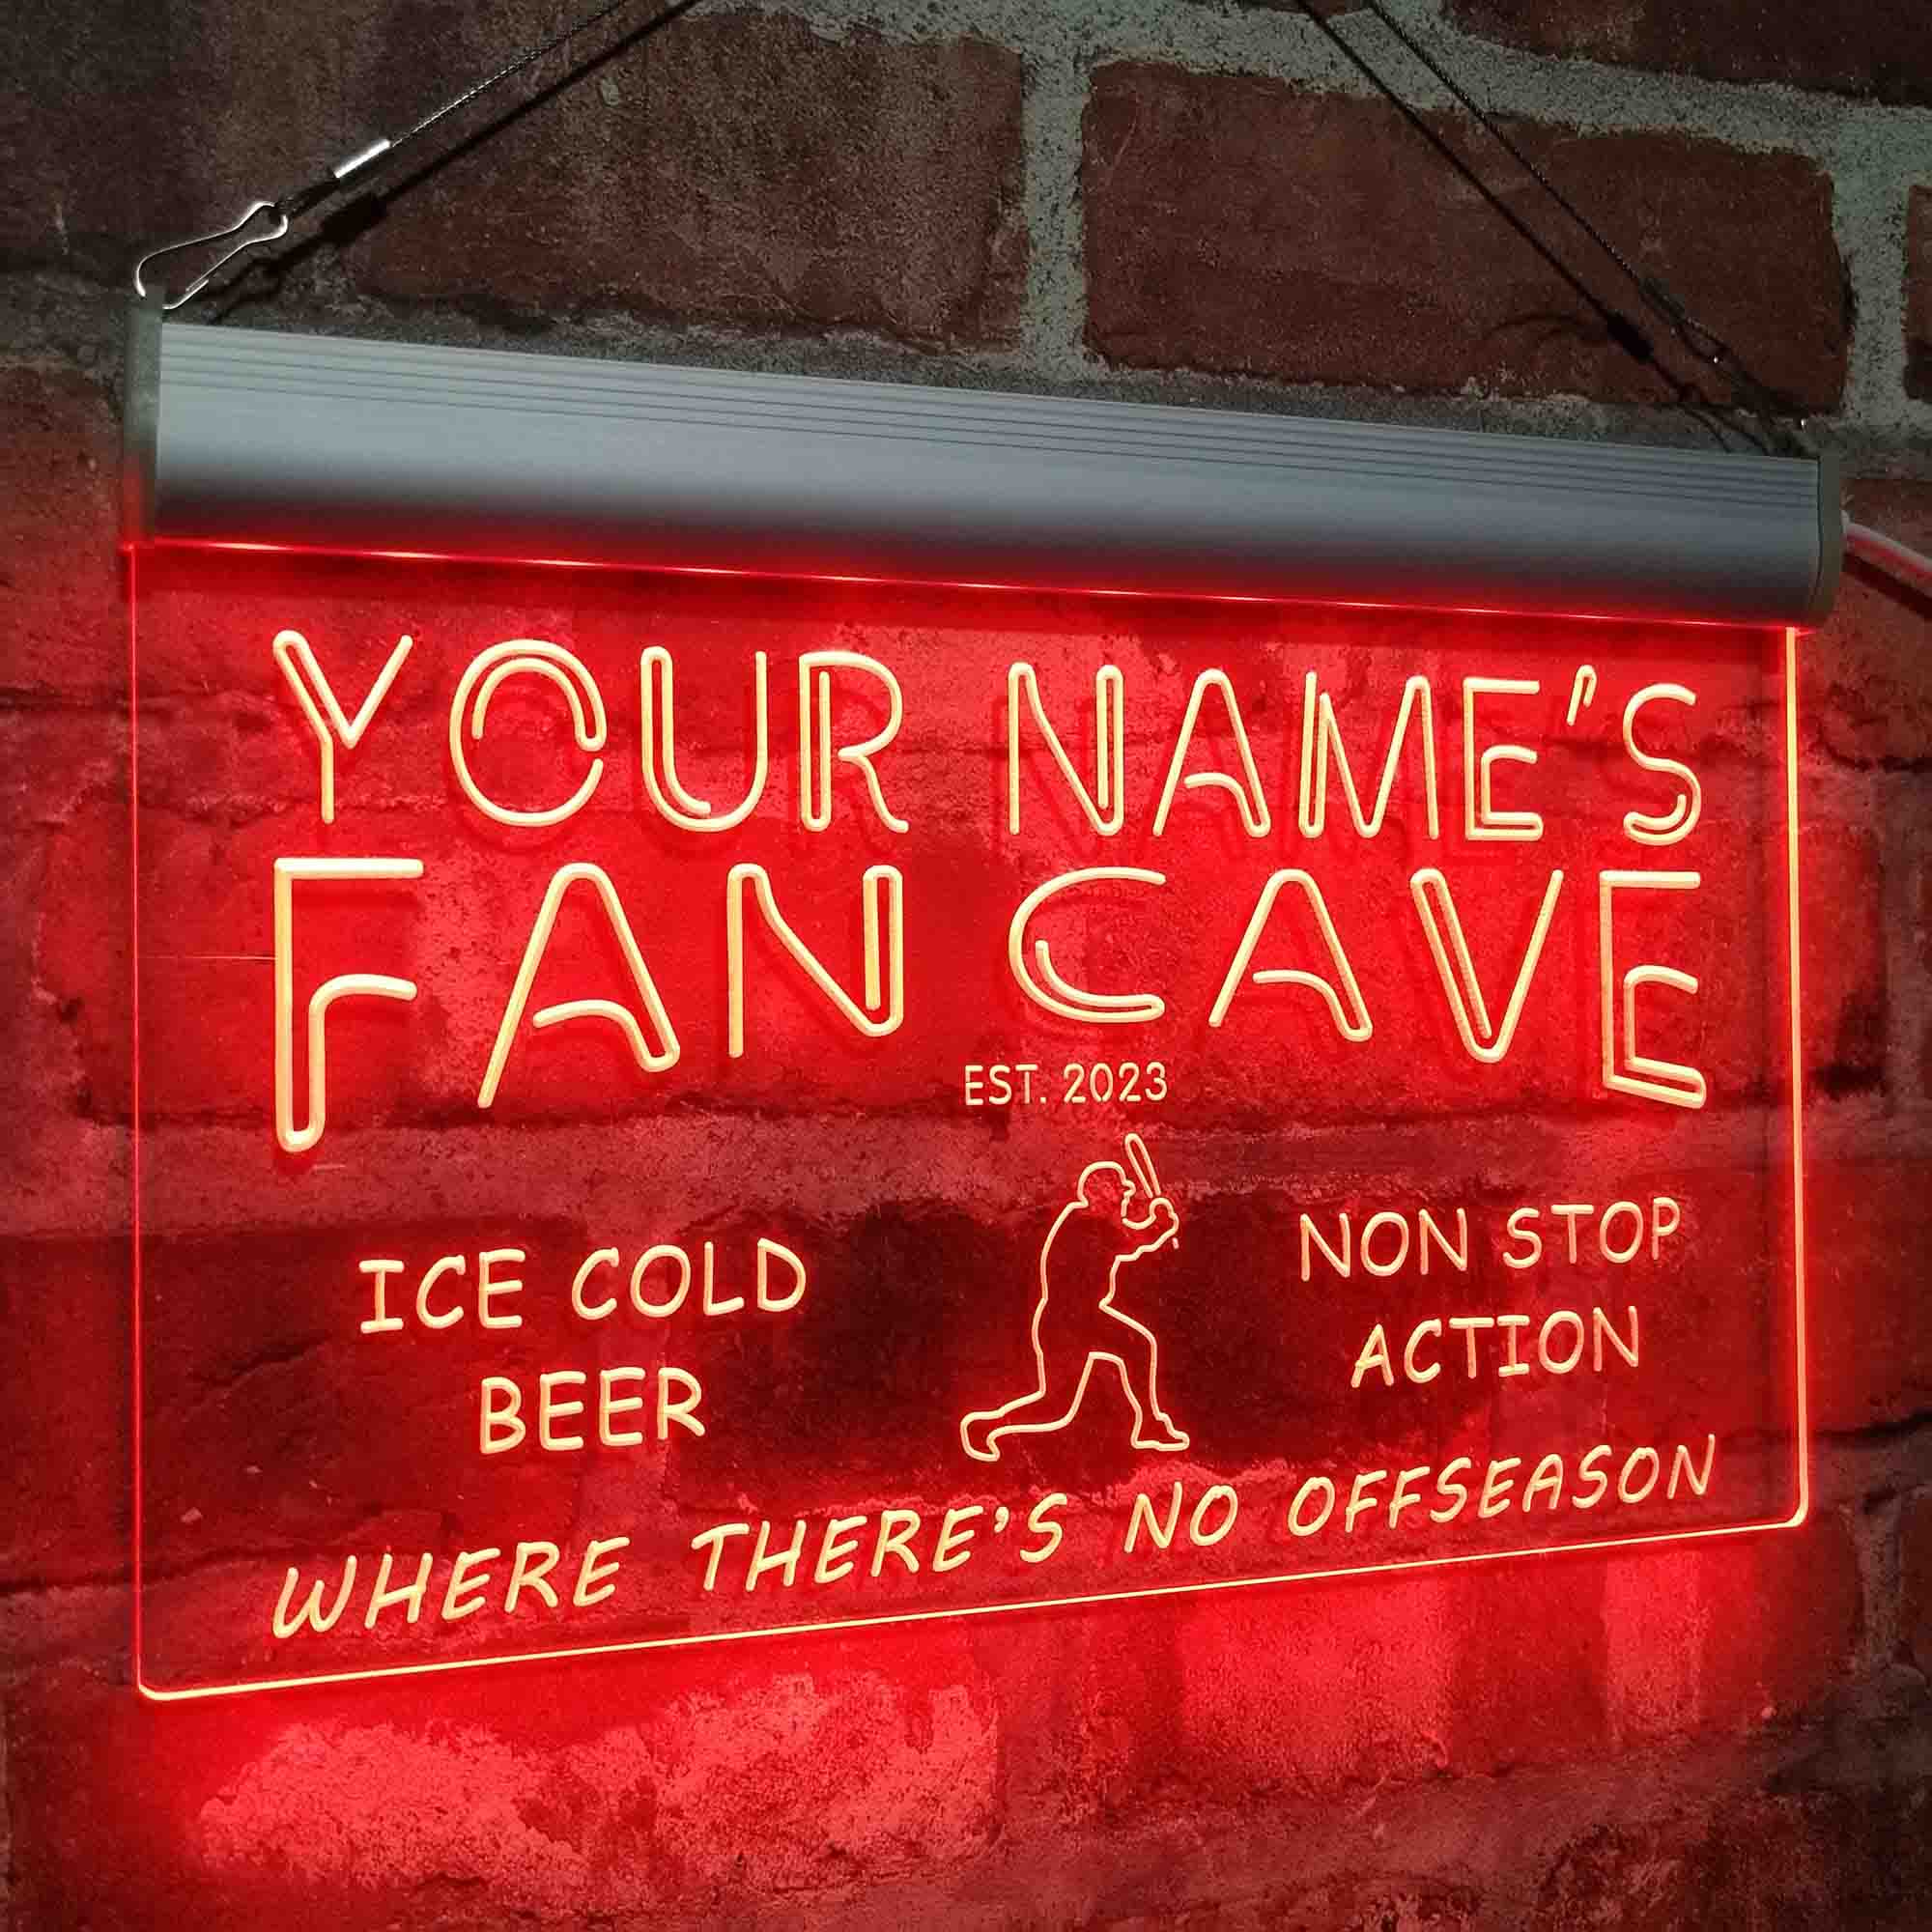 YOUR NAME'S
FAN CAVE
EST. 2023
ICE COLD
BEER
NON STOP
ACTION
WHERE THERE'S NO OFFSEASON